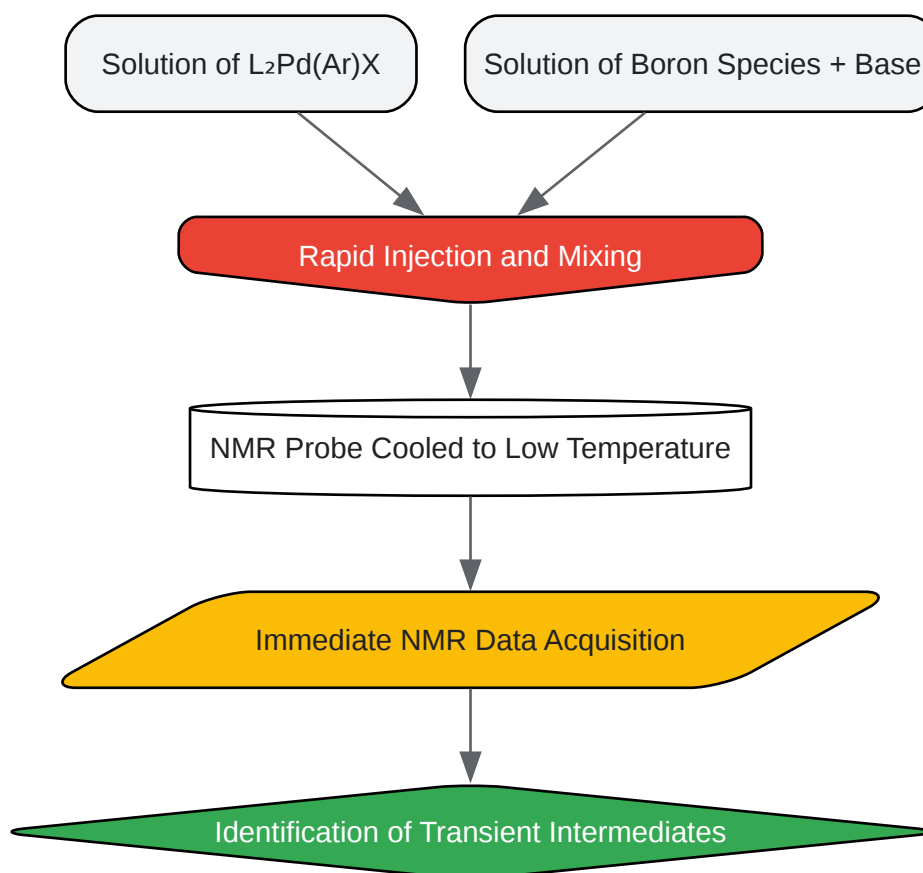 Solution of L₂Pd(Ar)X
Solution of Boron Species + Base
Rapid Injection and Mixing
NMR Probe Cooled to Low Temperature
Immediate NMR Data Acquisition
Identification of Transient Intermediates